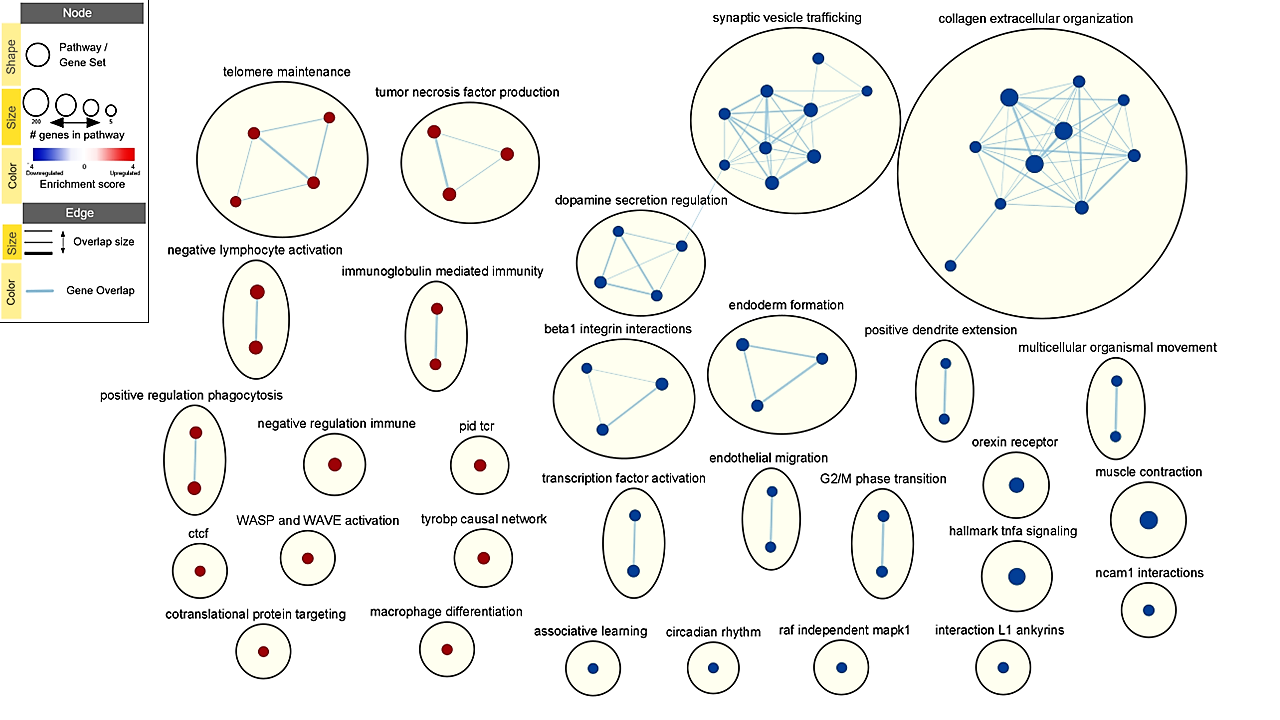 Node
Shape
Pathway /
Gene Set
Size
200
5
# genes in pathway
Color
4
0
4
Downregulated
Upregulated
Enrichment score
Edge
Size
Overlap size
Color
Gene Overlap
synaptic vesicle trafficking
collagen extracellular organization
telomere maintenance
tumor necrosis factor production
dopamine secretion regulation
negative lymphocyte activation
immunoglobulin mediated immunity
endoderm formation
beta1 integrin interactions
positive dendrite extension
multicellular organismal movement
positive regulation phagocytosis
negative regulation immune
pid tcr
orexin receptor
endothelial migration
muscle contraction
transcription factor activation
G2/M phase transition
WASP and WAVE activation
tyrobp causal network
ctcf
hallmark tnfa signaling
ncam1 interactions
cotranslational protein targeting
macrophage differentiation
associative learning
circadian rhythm
raf independent mapk1
interaction L1 ankyrins